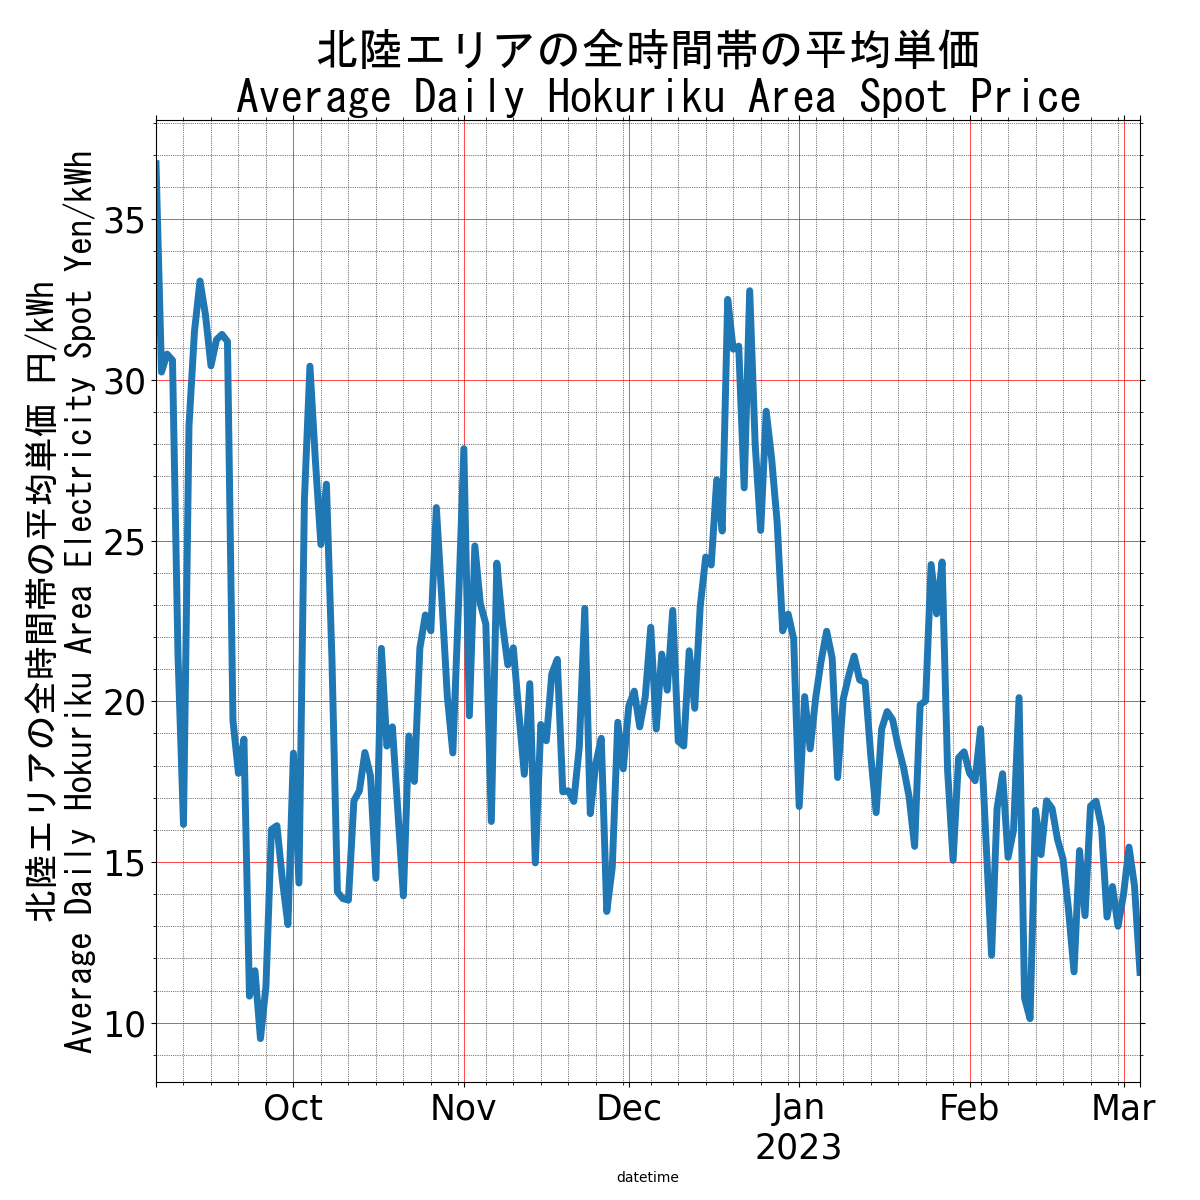 北陸エリアの全時間帯の平均単価
Average Daily Hokuriku Area Spot Price
北陸エリアの全時間帯の平均単価 円/kWh
Average Daily Hokuriku Area Electricity Spot Yen/kWh
35
30
25
20
15
10
Oct
Nov
Dec
Jan
2023
Feb
Mar
datetime